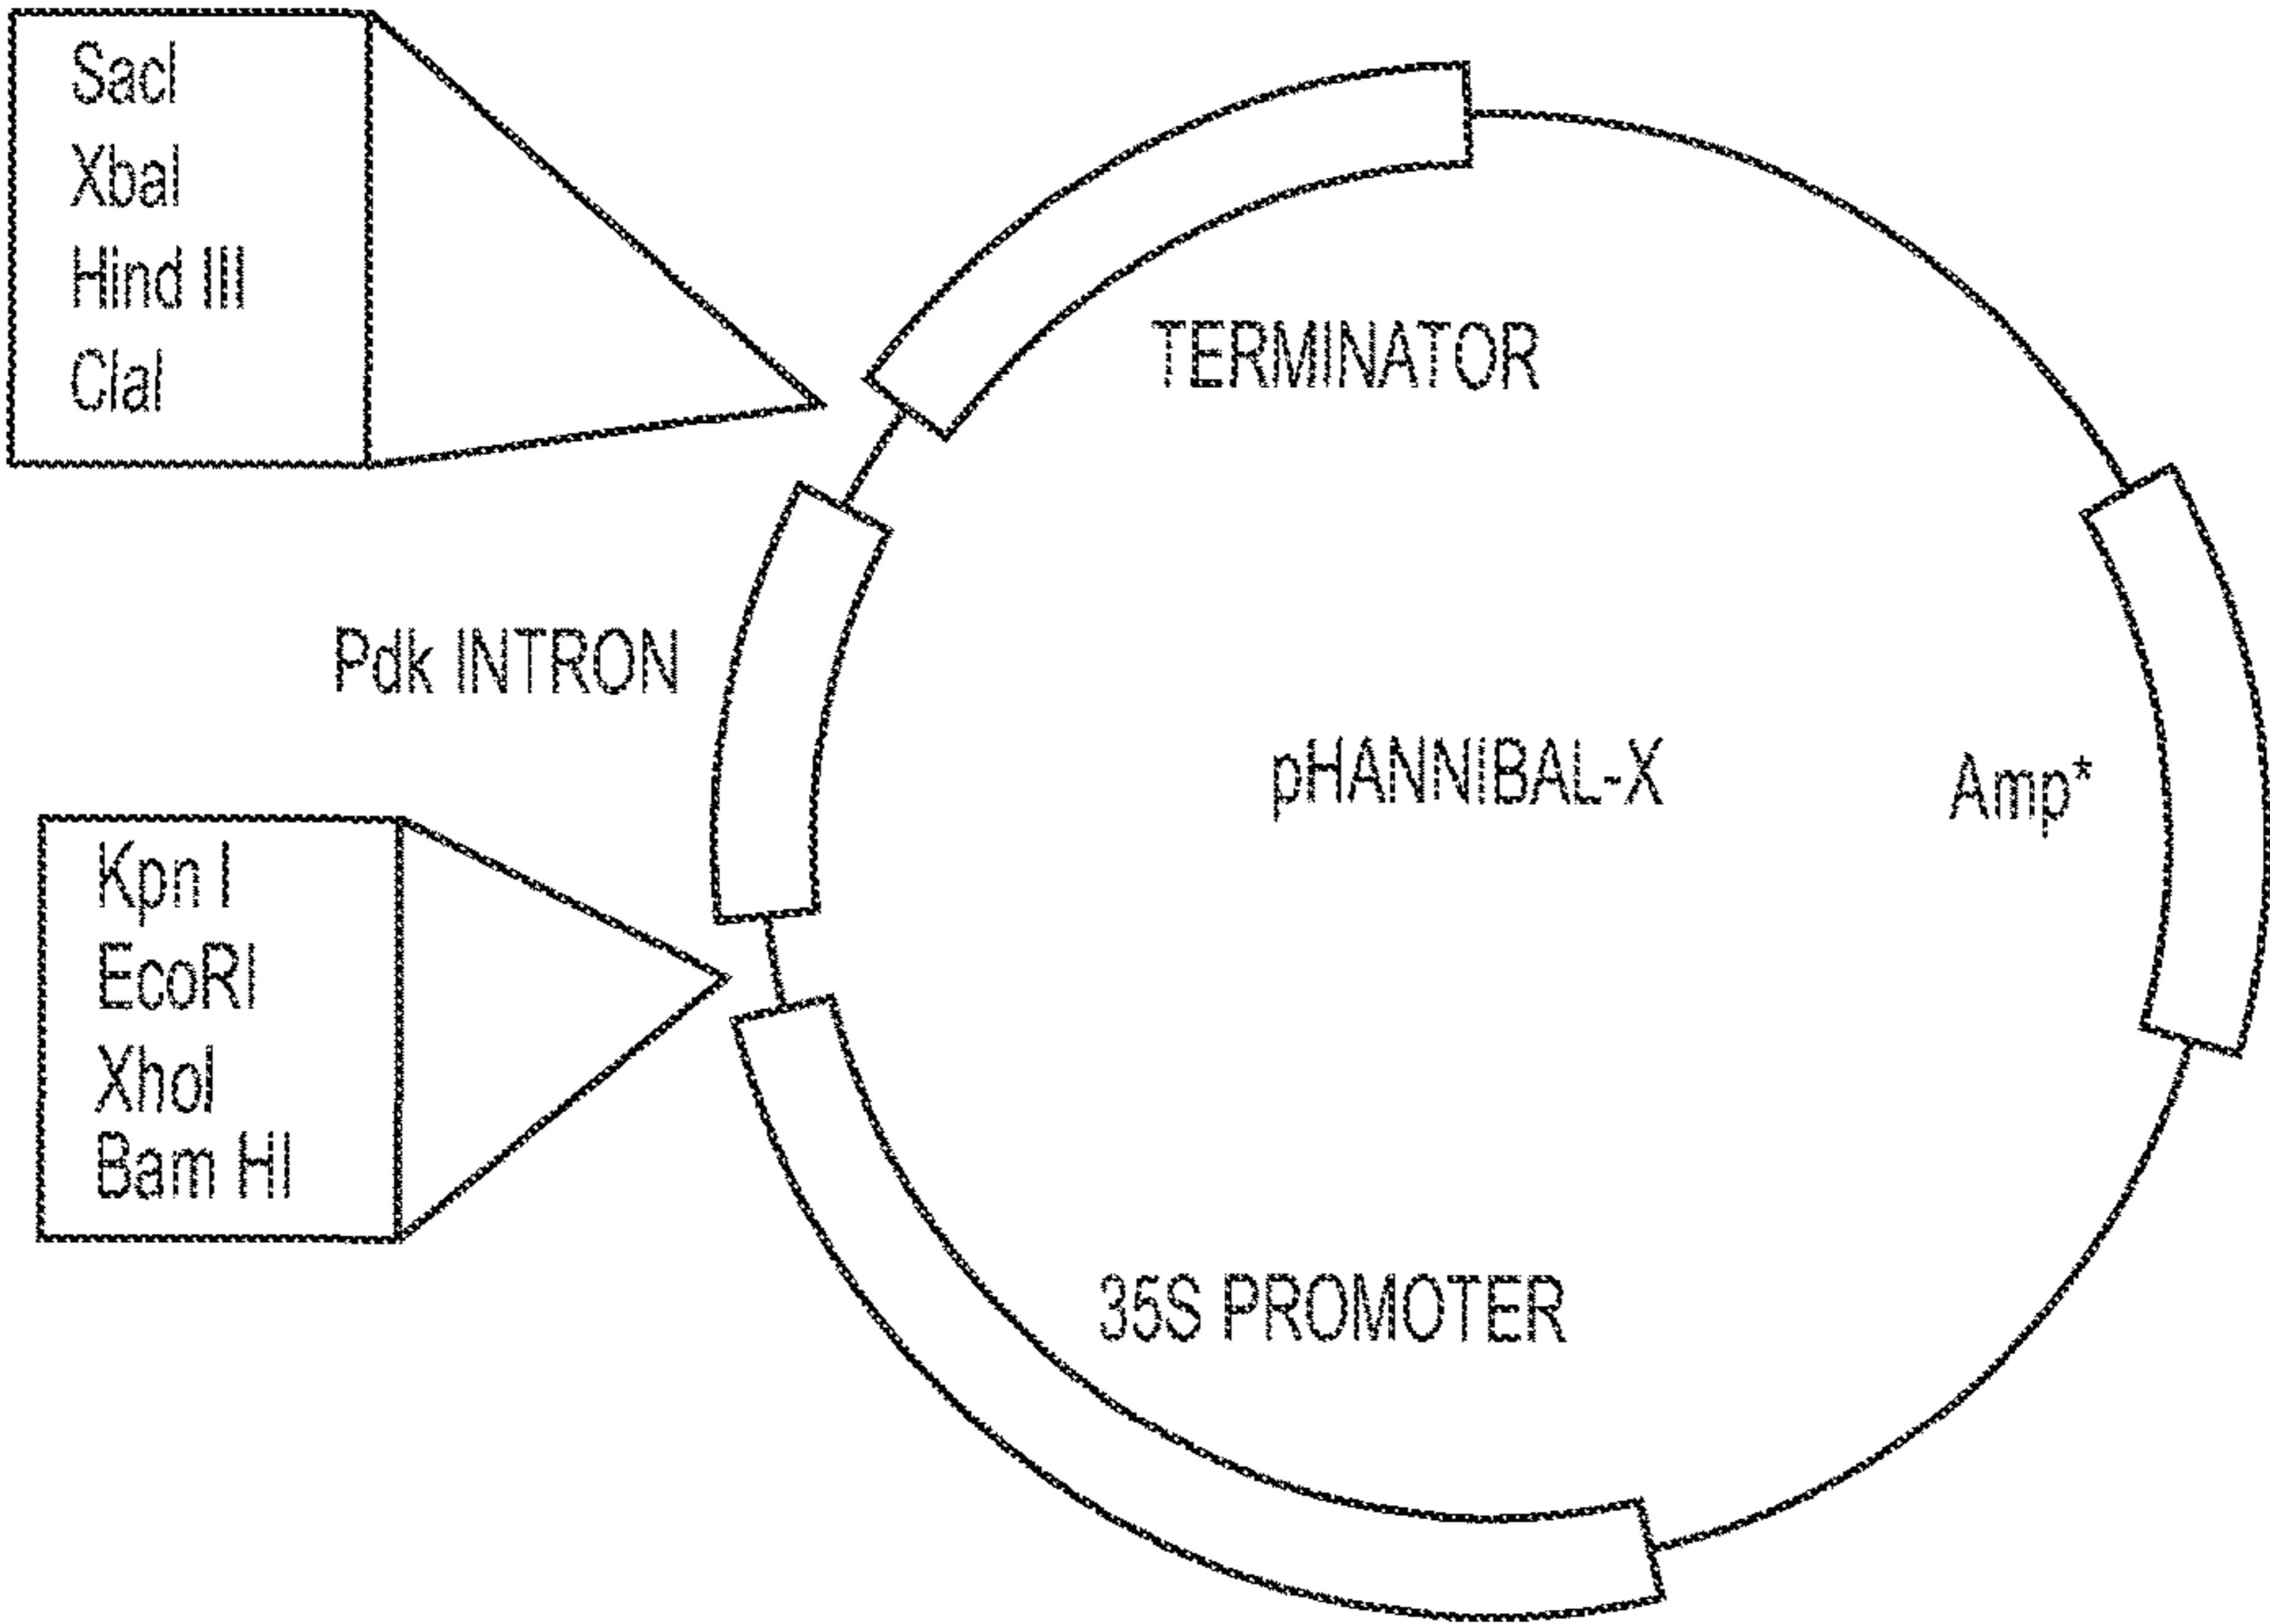 SacI
XbaI
Hind III
ClaI
TERMINATOR
Pdk INTRON
pHANNIBAL-X
Amp*
Kpn I
EcoRI
XhoI
Bam HI
35S PROMOTER